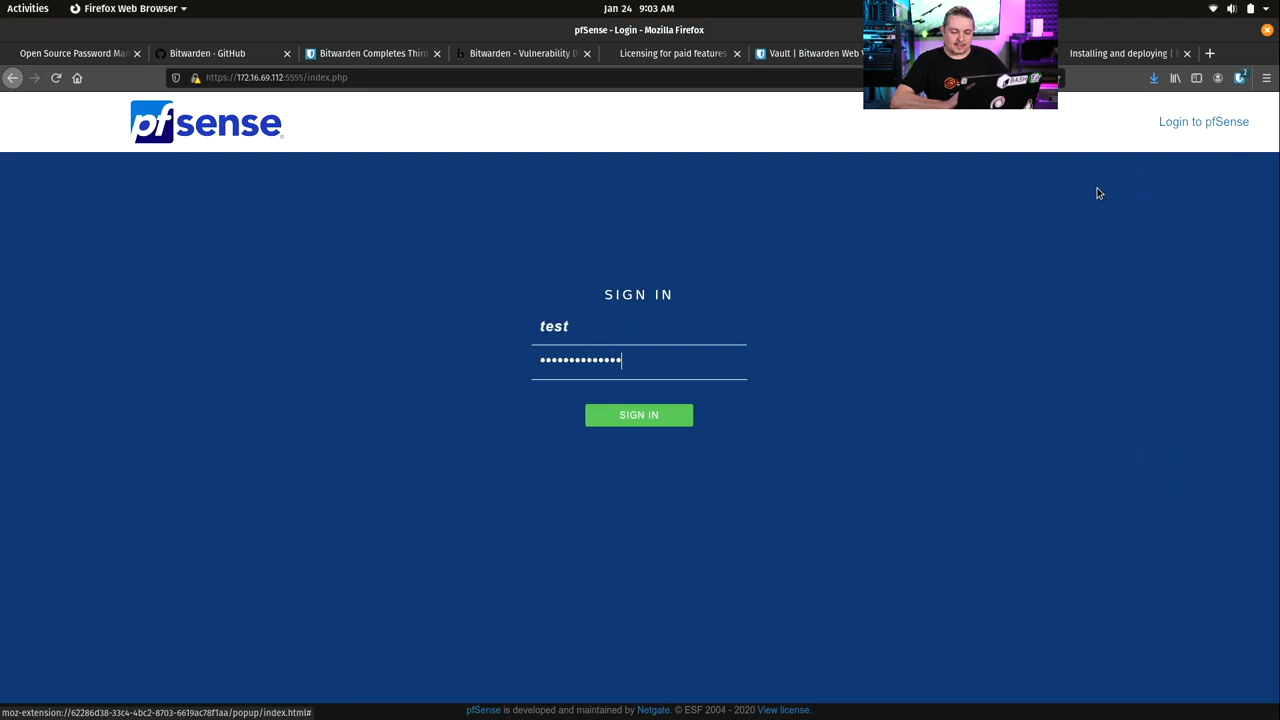 Activities
Firefox Web Browser
Jan 24 9:03 AM
pfSense - Login - Mozilla Firefox
Open Source Password Mar
Bitwarden · GitHub
Bitwarden Completes Third
Bitwarden - Vulnerability D
Licensing for paid features
Vault | Bitwarden Web
Installing and deploying |
https://172.16.69.112:5555/index.php
2
BASH
pfsense
Login to pfSense
SIGN IN
test
••••••••••••••
SIGN IN
moz-extension://62286d38-33c4-4bc2-8703-6619ac78f1aa/popup/index.html#
pfSense is developed and maintained by Netgate. © ESF 2004 - 2020 View license.